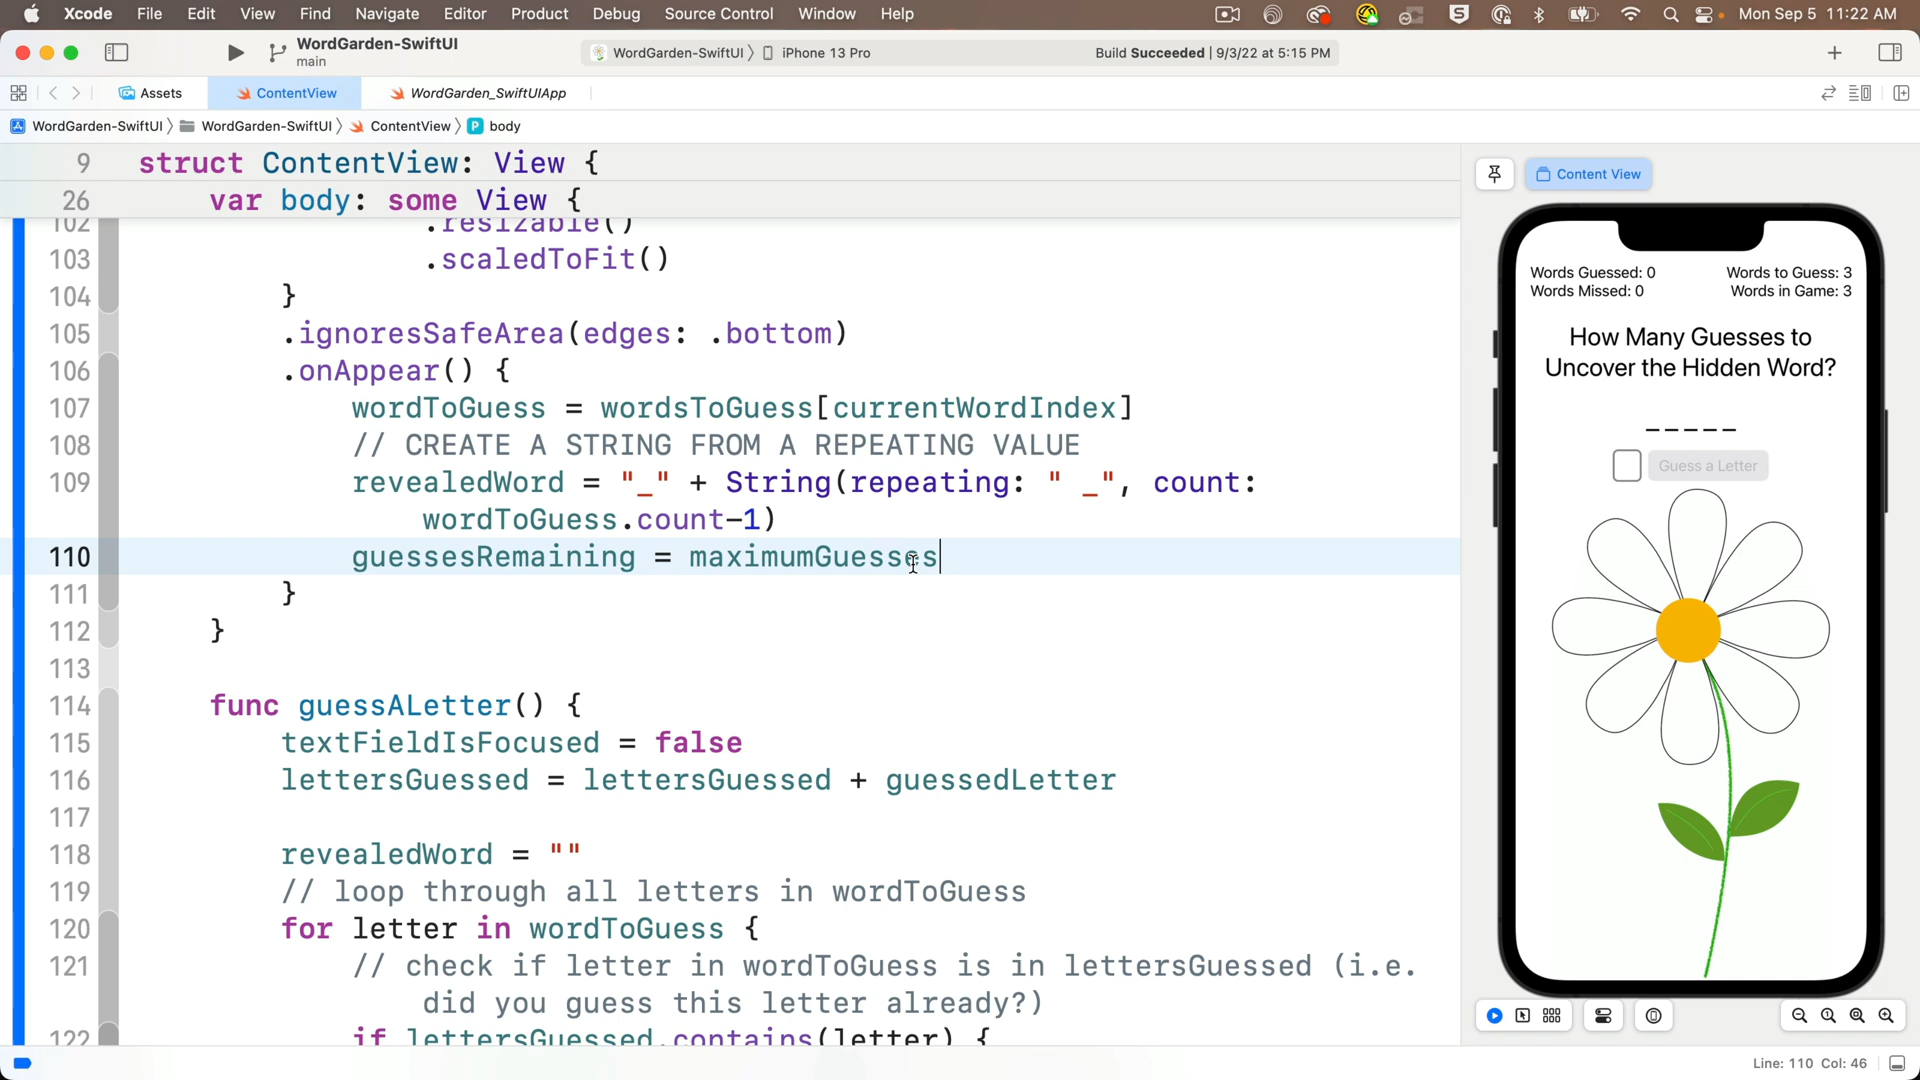 Xcode File Edit View Find Navigate Editor Product Debug Source Control Window Help Mon Sep 5 11:22 AM
WordGarden-SwiftUI
main
WordGarden-SwiftUI iPhone 13 Pro Build Succeeded | 9/3/22 at 5:15 PM
Assets ContentView WordGarden_SwiftUIApp
WordGarden-SwiftUI WordGarden-SwiftUI ContentView body
9 struct ContentView: View {
26 var body: some View {
102 .resizable()
103 .scaledToFit()
104 }
105 .ignoresSafeArea(edges: .bottom)
106 .onAppear() {
107 wordToGuess = wordsToGuess[currentWordIndex]
108 // CREATE A STRING FROM A REPEATING VALUE
109 revealedWord = "_" + String(repeating: " _", count:
wordToGuess.count-1)
110 guessesRemaining = maximumGuesses
111 }
112 }
113
114 func guessALetter() {
115 textFieldIsFocused = false
116 lettersGuessed = lettersGuessed + guessedLetter
117
118 revealedWord = ""
119 // loop through all letters in wordToGuess
120 for letter in wordToGuess {
121 // check if letter in wordToGuess is in lettersGuessed (i.e.
did you guess this letter already?)
122 if lettersGuessed.contains(letter) {
Content View
Words Guessed: 0 Words to Guess: 3
Words Missed: 0 Words in Game: 3
How Many Guesses to
Uncover the Hidden Word?
_ _ _ _ _
Guess a Letter
Line: 110 Col: 46